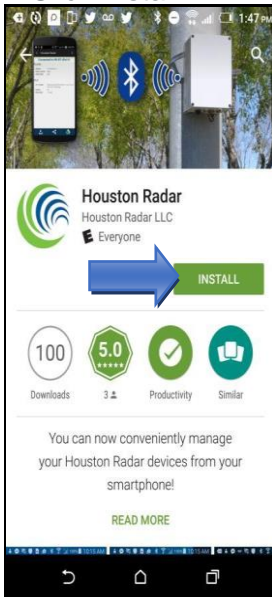 1:47 PM
Houston Radar
Houston Radar LLC
E Everyone
INSTALL
100
5.0
Downloads
3
Productivity
Similar
You can now conveniently manage
your Houston Radar devices from your
smartphone!
READ MORE